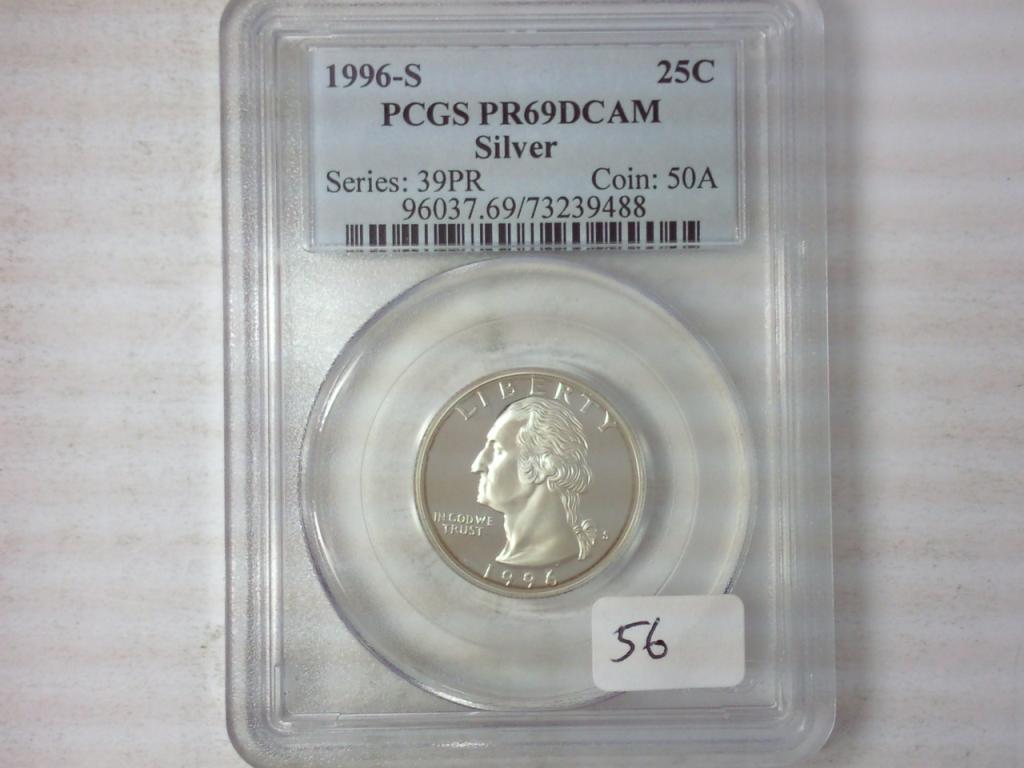 1996-S 25C
PCGS PR69DCAM
Silver
Series: 39PR Coin: 50A
96037.69/73239488
LIBERTY
IN GOD WE
TRUST
S
1996
56